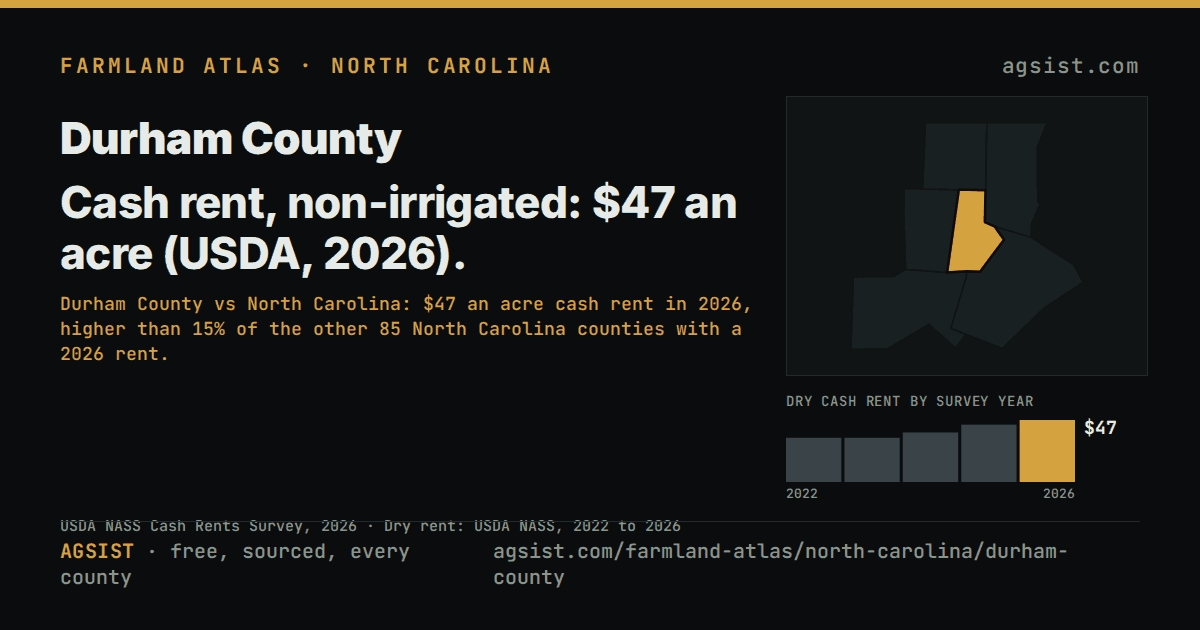 FARMLAND ATLAS · NORTH CAROLINA
agsist.com
Durham County
Cash rent, non-irrigated: $47 an
acre (USDA, 2026).
Durham County vs North Carolina: $47 an acre cash rent in 2026,
higher than 15% of the other 85 North Carolina counties with a
2026 rent.
DRY CASH RENT BY SURVEY YEAR
$47
2022
2026
USDA NASS Cash Rents Survey, 2026 · Dry rent: USDA NASS, 2022 to 2026
AGSIST · free, sourced, every
county
agsist.com/farmland-atlas/north-carolina/durham-
county